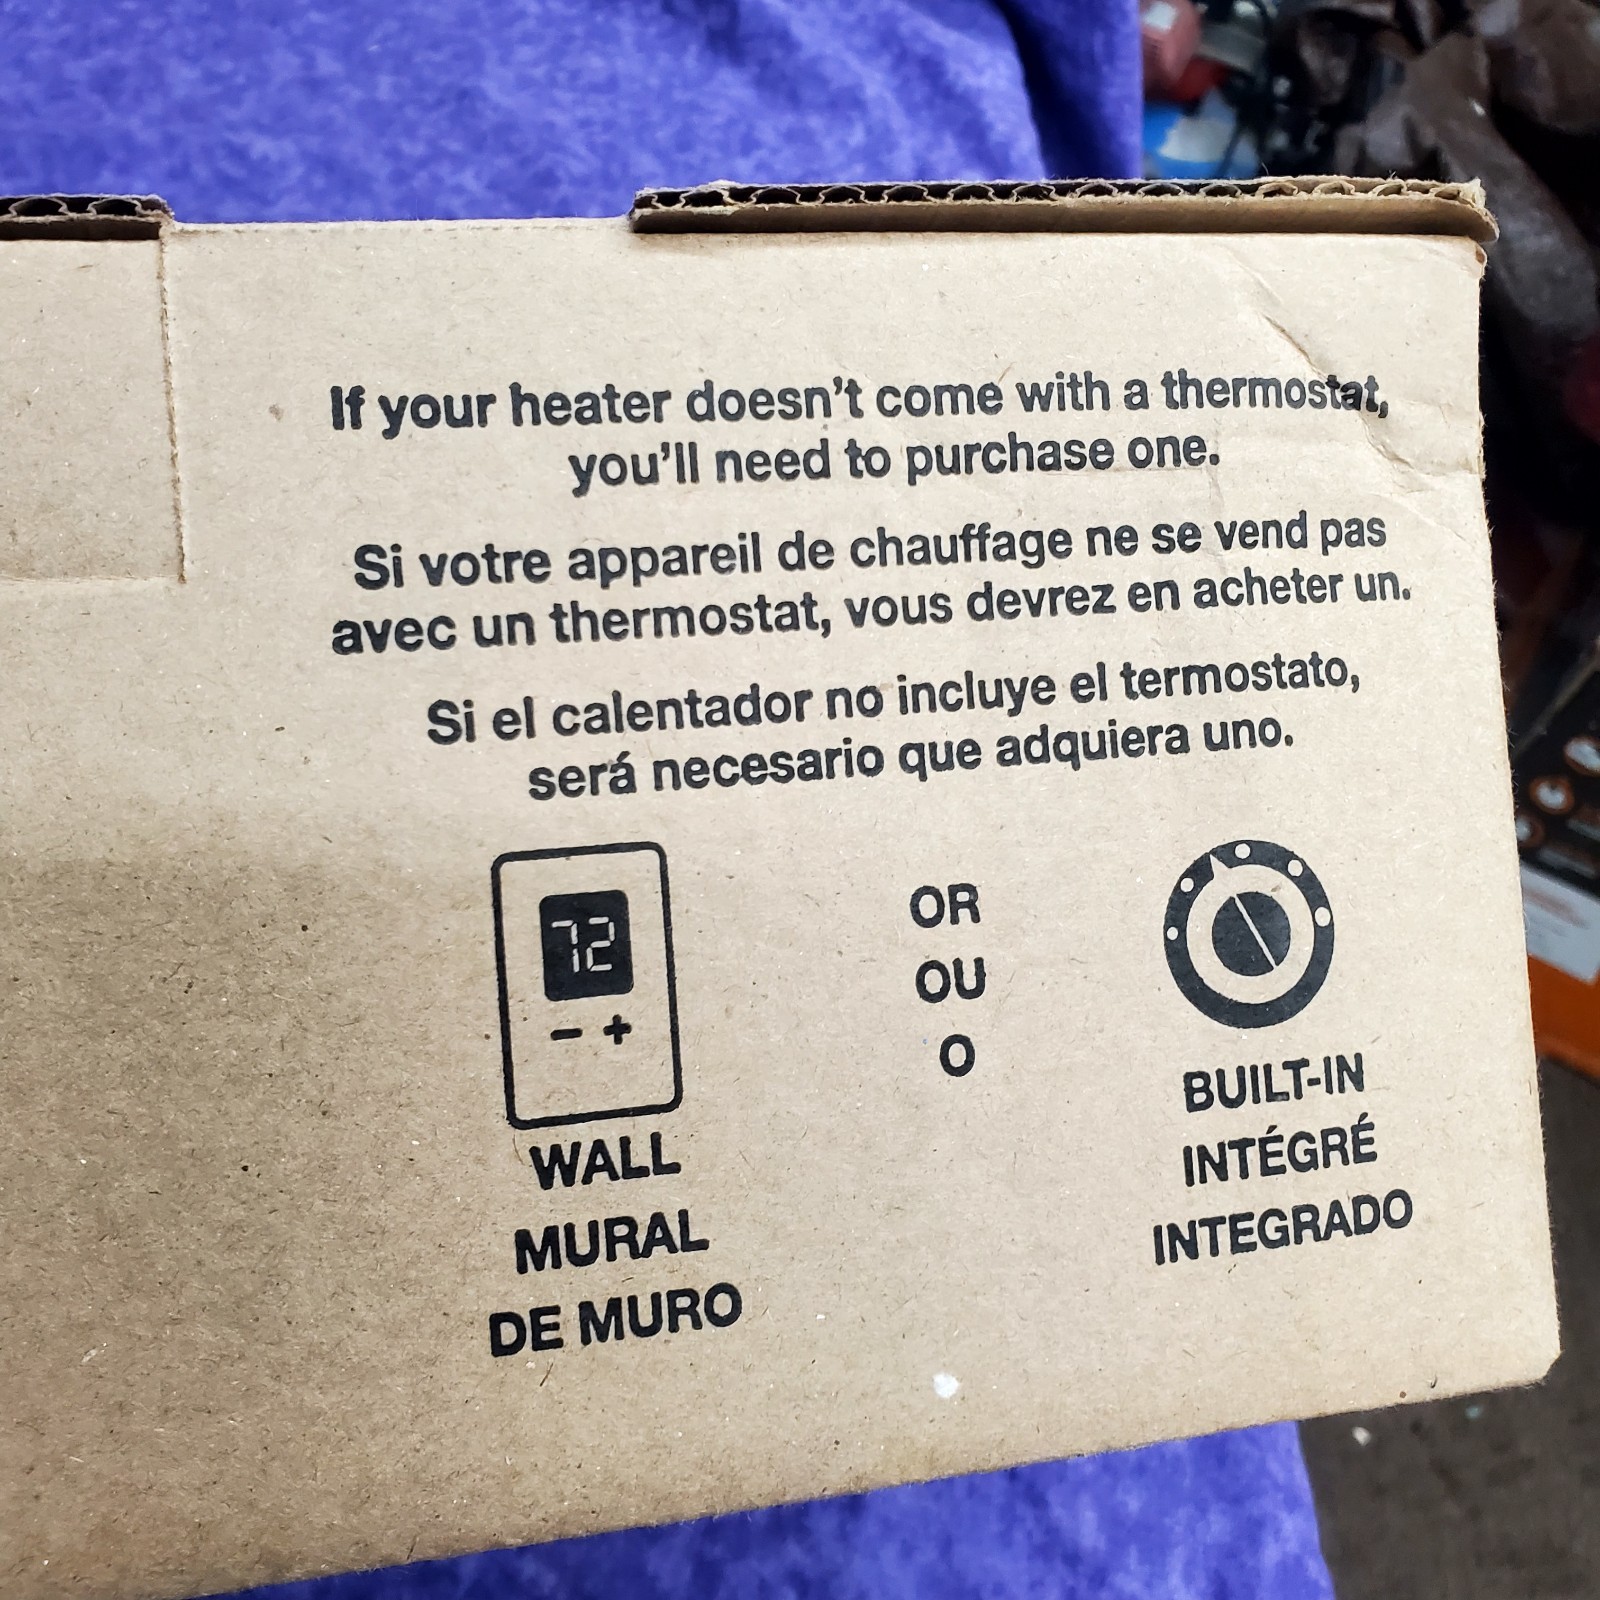 If your heater doesn't come with a thermostat,
you'll need to purchase one.
Si votre appareil de chauffage ne se vend pas
avec un thermostat, vous devrez en acheter un.
Si el calentador no incluye el termostato,
será necesario que adquiera uno.
72
- +
WALL
MURAL
DE MURO
OR
OU
O
BUILT-IN
INTÉGRÉ
INTEGRADO